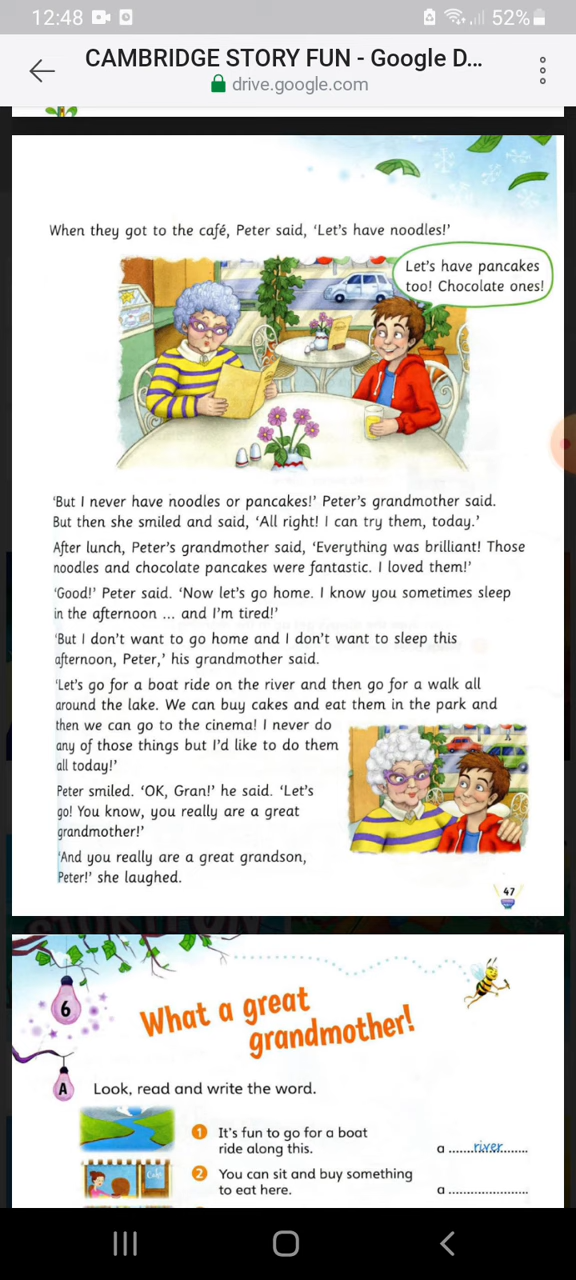 12:48
52%
CAMBRIDGE STORY FUN - Google D...
drive.google.com
When they got to the café, Peter said, ‘Let’s have noodles!’
Let’s have pancakes
too! Chocolate ones!
‘But I never have noodles or pancakes!’ Peter’s grandmother said.
But then she smiled and said, ‘All right! I can try them, today.’
After lunch, Peter’s grandmother said, ‘Everything was brilliant! Those
noodles and chocolate pancakes were fantastic. I loved them!’
‘Good!’ Peter said. ‘Now let’s go home. I know you sometimes sleep
in the afternoon ... and I’m tired!’
‘But I don’t want to go home and I don’t want to sleep this
afternoon, Peter,’ his grandmother said.
‘Let’s go for a boat ride on the river and then go for a walk all
around the lake. We can buy cakes and eat them in the park and
then we can go to the cinema! I never do
any of those things but I’d like to do them
all today!’
Peter smiled. ‘OK, Gran!’ he said. ‘Let’s
go! You know, you really are a great
grandmother!’
‘And you really are a great grandson,
Peter!’ she laughed.
47
6
What a great
grandmother!
A Look, read and write the word.
1 It’s fun to go for a boat
ride along this.
a ........river........
2 You can sit and buy something
to eat here.
a ........................